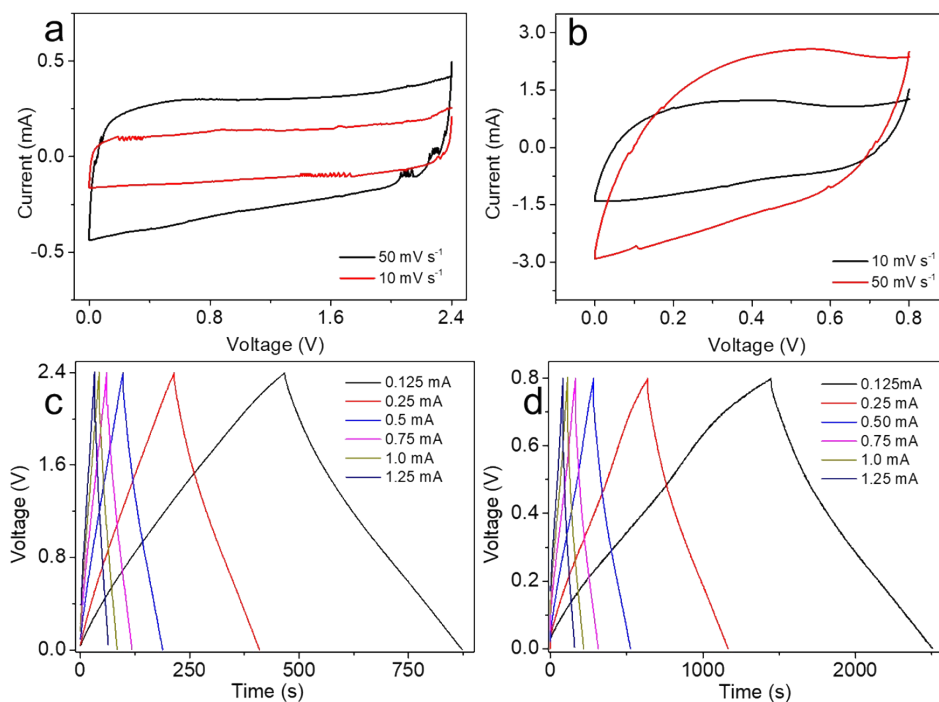 a
0.5
0.0
-0.5
Current (mA)
50 mV s⁻¹
10 mV s⁻¹
0.0 0.8 1.6 2.4
Voltage (V)
b
3.0
1.5
0.0
-1.5
-3.0
Current (mA)
10 mV s⁻¹
50 mV s⁻¹
0.0 0.2 0.4 0.6 0.8
Voltage (V)
c
2.4
1.6
0.8
0.0
Voltage (V)
0.125 mA
0.25 mA
0.5 mA
0.75 mA
1.0 mA
1.25 mA
0 250 500 750
Time (s)
d
0.8
0.6
0.4
0.2
0.0
Voltage (V)
0.125mA
0.25 mA
0.50 mA
0.75 mA
1.0 mA
1.25 mA
0 1000 2000
Time (s)